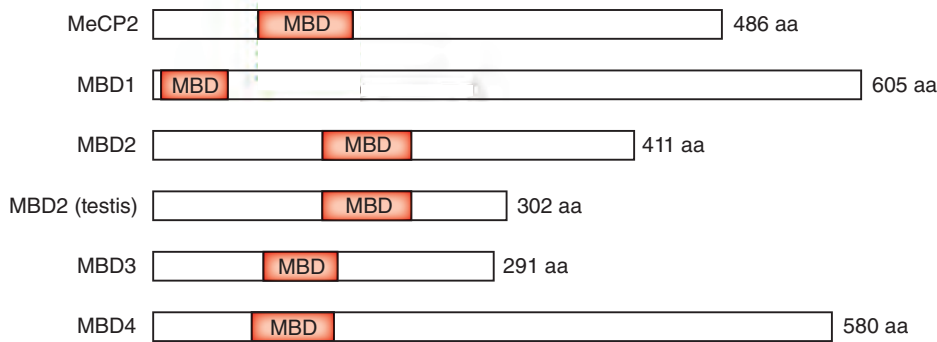 MeCP2 MBD 486 aa
MBD1 MBD 605 aa
MBD2 MBD 411 aa
MBD2 (testis) MBD 302 aa
MBD3 MBD 291 aa
MBD4 MBD 580 aa